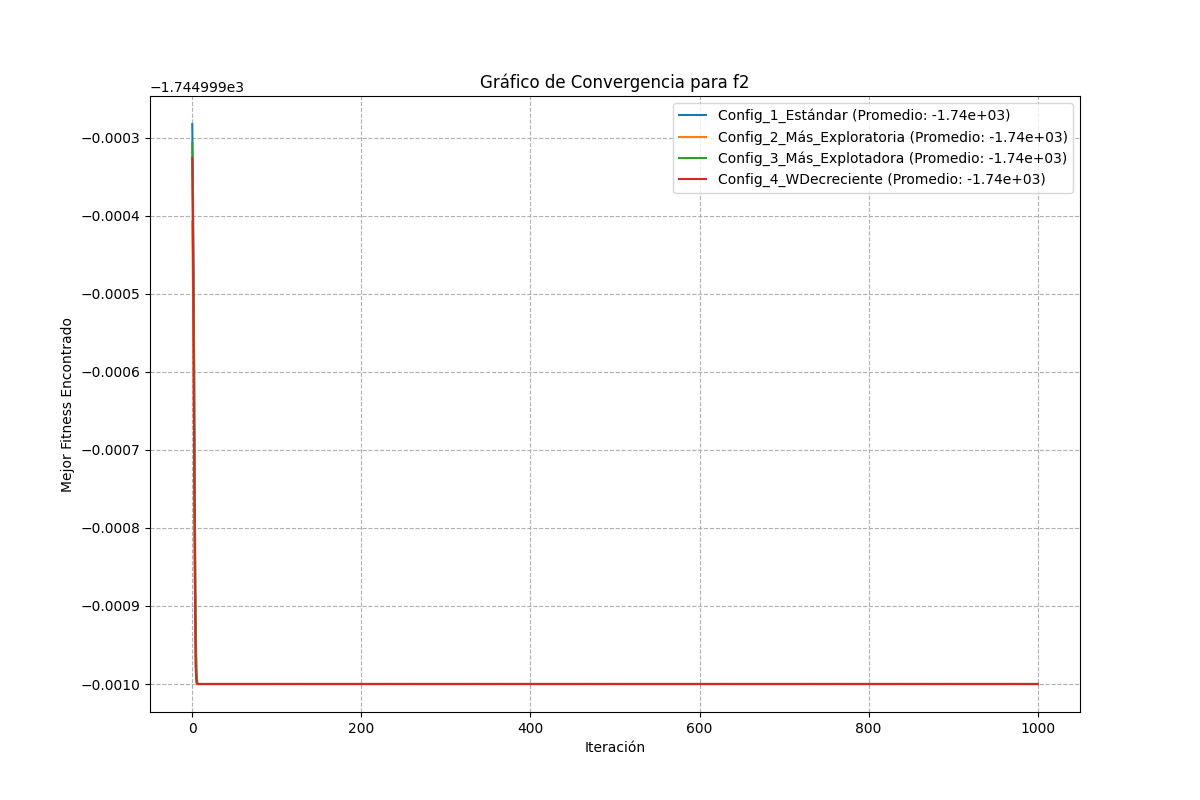 Gráfico de Convergencia para f2
−1.744999e3
Config_1_Estándar (Promedio: -1.74e+03)
Config_2_Más_Exploratoria (Promedio: -1.74e+03)
Config_3_Más_Explotadora (Promedio: -1.74e+03)
Config_4_WDecreciente (Promedio: -1.74e+03)
−0.0003
−0.0004
−0.0005
−0.0006
−0.0007
−0.0008
−0.0009
−0.0010
Mejor Fitness Encontrado
0 200 400 600 800 1000
Iteración